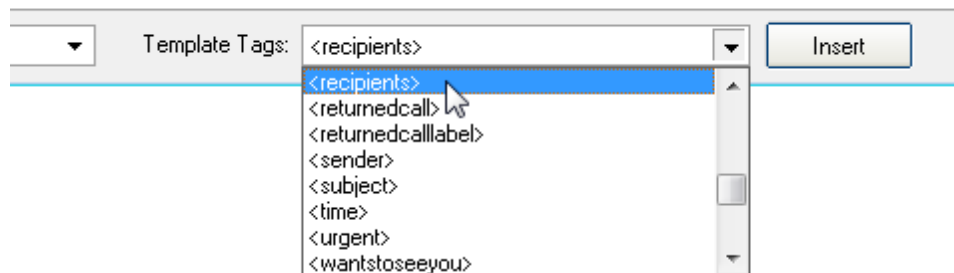 Template Tags: <recipients> Insert
<recipients>
<returnedcall>
<returnedcalllabel>
<sender>
<subject>
<time>
<urgent>
<wantstoseeyou>